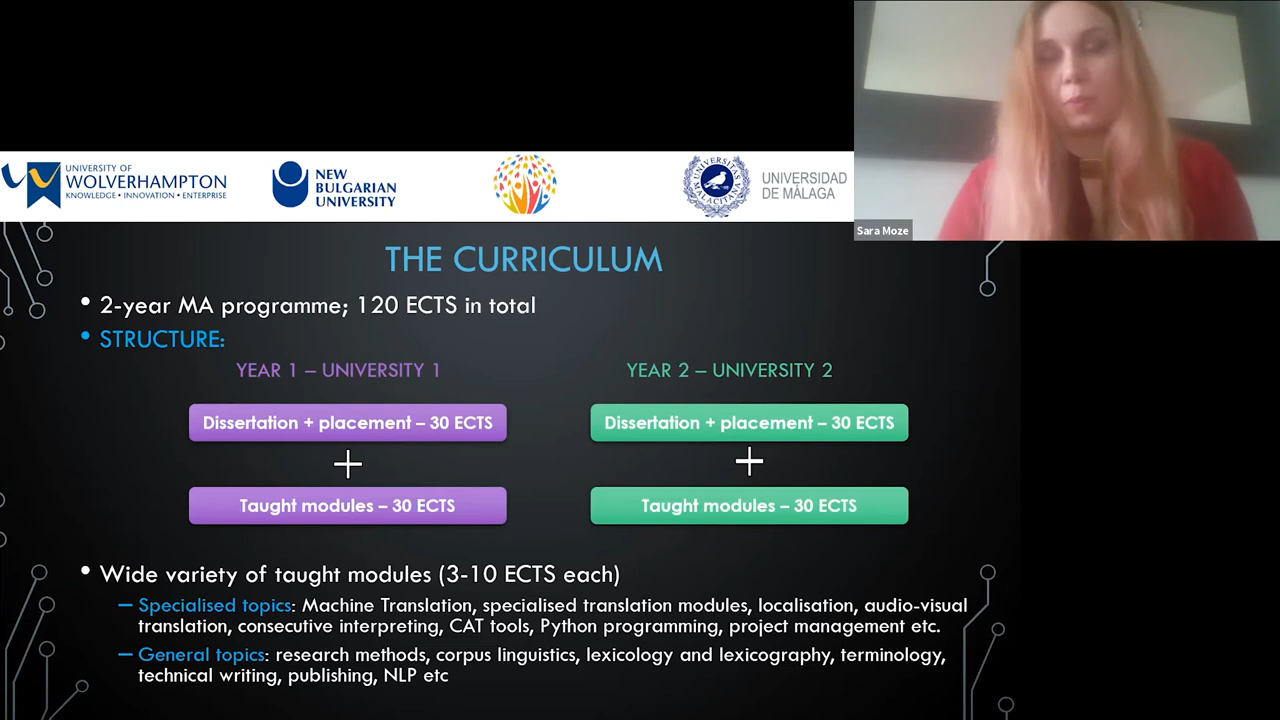 UNIVERSITY OF
WOLVERHAMPTON
KNOWLEDGE • INNOVATION • ENTERPRISE
NEW
BULGARIAN
UNIVERSITY
UNIVERSIDAD
DE MÁLAGA
Sara Moze
THE CURRICULUM
• 2-year MA programme; 120 ECTS in total
• STRUCTURE:
YEAR 1 – UNIVERSITY 1
YEAR 2 – UNIVERSITY 2
Dissertation + placement – 30 ECTS
Dissertation + placement – 30 ECTS
+
+
Taught modules – 30 ECTS
Taught modules – 30 ECTS
• Wide variety of taught modules (3-10 ECTS each)
– Specialised topics: Machine Translation, specialised translation modules, localisation, audio-visual
translation, consecutive interpreting, CAT tools, Python programming, project management etc.
– General topics: research methods, corpus linguistics, lexicology and lexicography, terminology,
technical writing, publishing, NLP etc